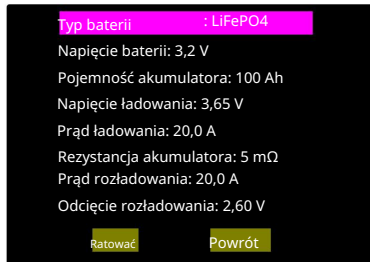 Typ baterii : LiFePO4
Napięcie baterii: 3,2 V
Pojemność akumulatora: 100 Ah
Napięcie ładowania: 3,65 V
Prąd ładowania: 20,0 A
Rezystancja akumulatora: 5 mΩ
Prąd rozładowania: 20,0 A
Odcięcie rozładowania: 2,60 V
Ratować Powrót